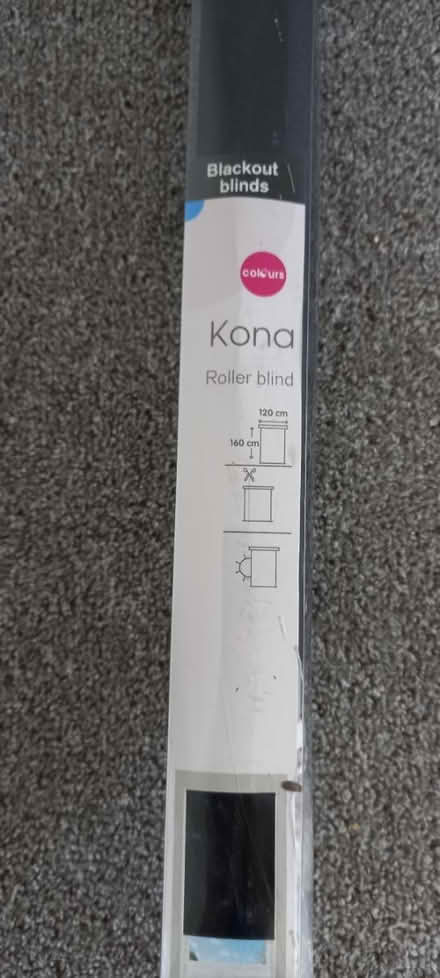 Blackout
blinds
colours
Kona
Roller blind
120 cm
160 cm